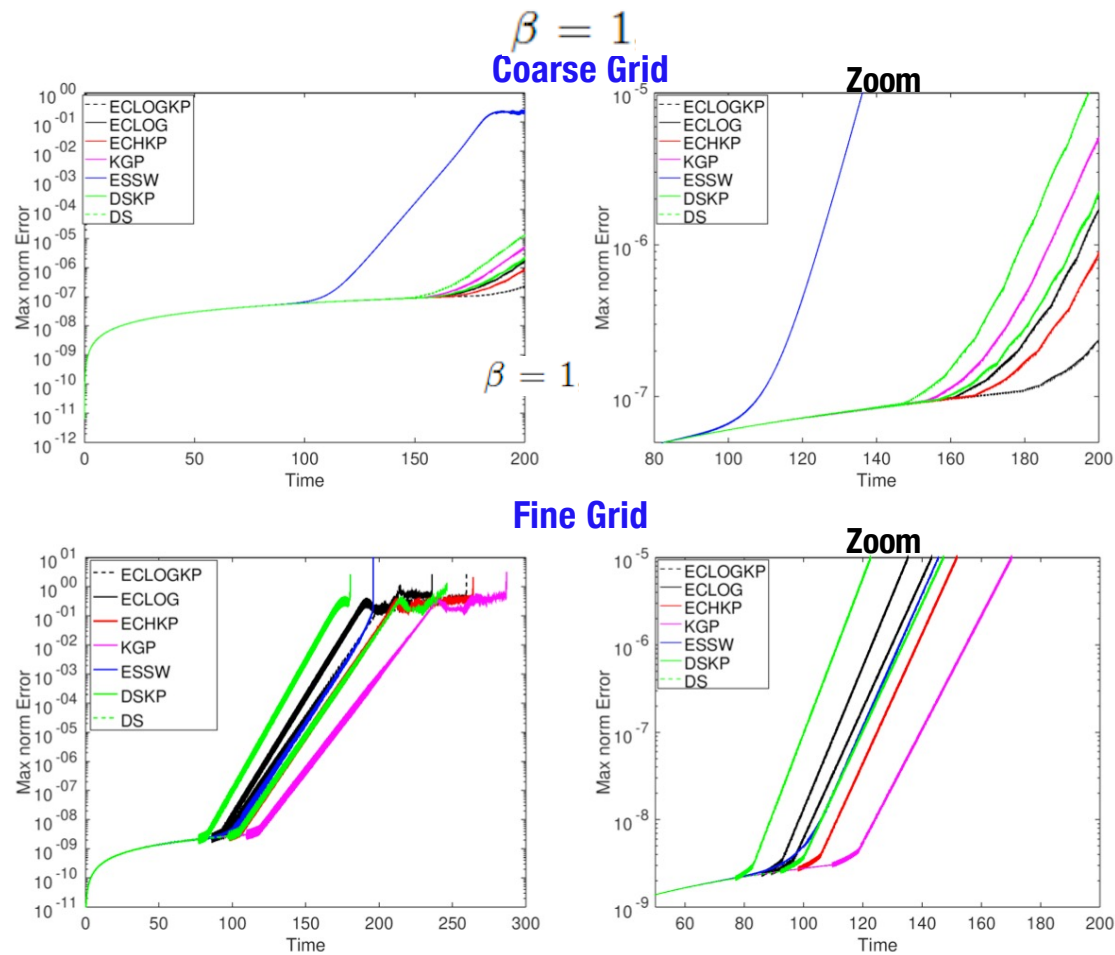 β = 1.
Coarse Grid
Zoom
10^00
10^-01
10^-02
10^-03
10^-04
10^-05
10^-06
10^-07
10^-08
10^-09
10^-10
10^-11
10^-12
Max norm Error
ECLOGKP
ECLOG
ECHKP
KGP
ESSW
DSKP
DS
0 50 100 150 200
Time
10^-5
10^-6
10^-7
Max norm Error
ECLOGKP
ECLOG
ECHKP
KGP
ESSW
DSKP
DS
80 100 120 140 160 180 200
Time
β = 1.
Fine Grid
Zoom
10^01
10^00
10^-01
10^-02
10^-03
10^-04
10^-05
10^-06
10^-07
10^-08
10^-09
10^-10
10^-11
Max norm Error
ECLOGKP
ECLOG
ECHKP
KGP
ESSW
DSKP
DS
0 50 100 150 200 250 300
Time
10^-5
10^-6
10^-7
10^-8
10^-9
Max norm Error
ECLOGKP
ECLOG
ECHKP
KGP
ESSW
DSKP
DS
60 80 100 120 140 160 180 200
Time